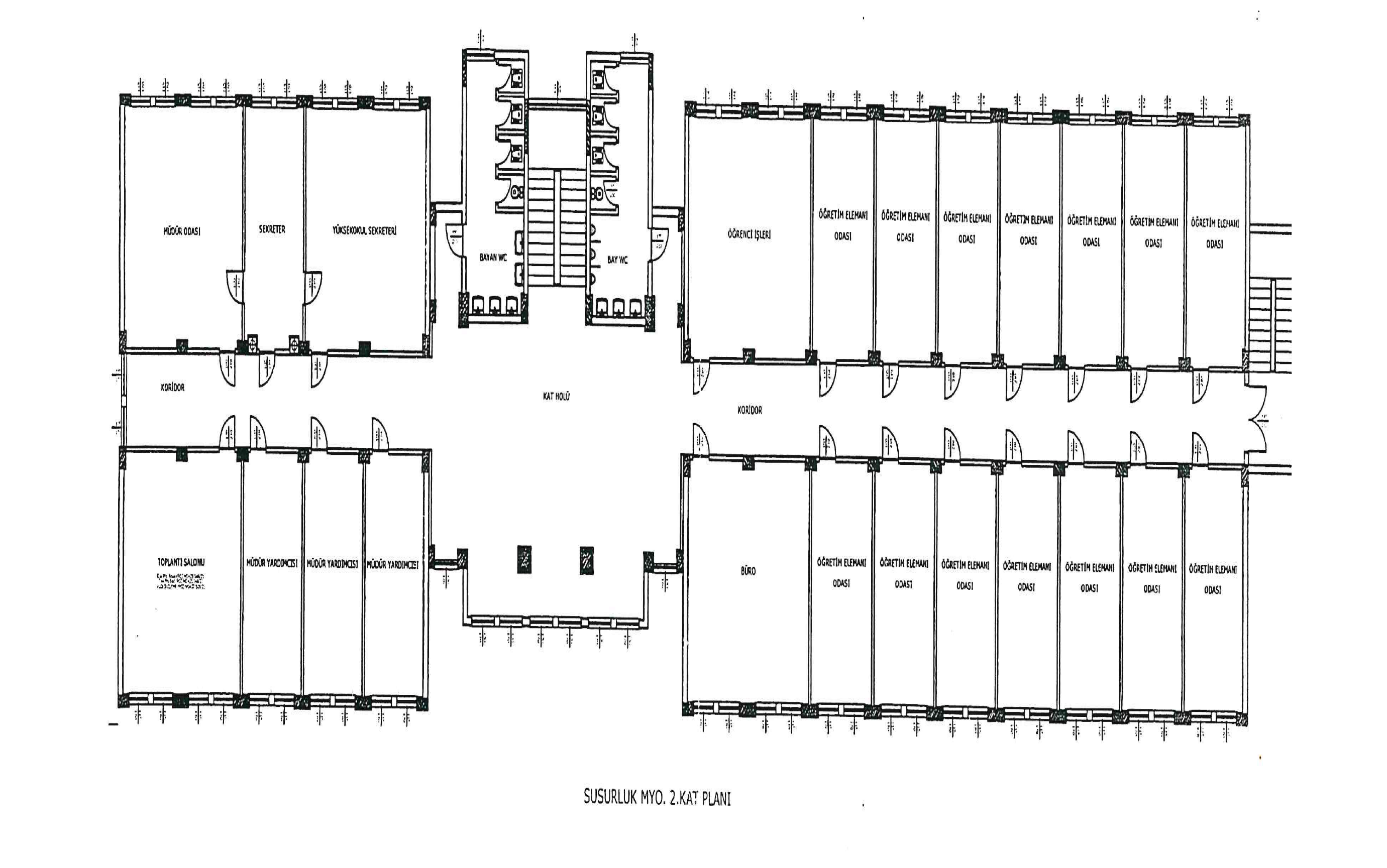 MÜDÜR ODASI
SEKRETER
YÜKSEKOKUL SEKRETERİ
BAYAN WC
BAY WC
ÖĞRENCİ İŞLERİ
ÖĞRETİM ELEMANI
ODASI
ÖĞRETİM ELEMANI
ODASI
ÖĞRETİM ELEMANI
ODASI
ÖĞRETİM ELEMANI
ODASI
ÖĞRETİM ELEMANI
ODASI
ÖĞRETİM ELEMANI
ODASI
ÖĞRETİM ELEMANI
ODASI
KORİDOR
KAT HOLÜ
KORİDOR
TOPLANTI SALONU
MÜDÜR YARDIMCISI
MÜDÜR YARDIMCISI
MÜDÜR YARDIMCISI
BÜRO
ÖĞRETİM ELEMANI
ODASI
ÖĞRETİM ELEMANI
ODASI
ÖĞRETİM ELEMANI
ODASI
ÖĞRETİM ELEMANI
ODASI
ÖĞRETİM ELEMANI
ODASI
ÖĞRETİM ELEMANI
ODASI
ÖĞRETİM ELEMANI
ODASI
SUSURLUK MYO. 2.KAT PLANI